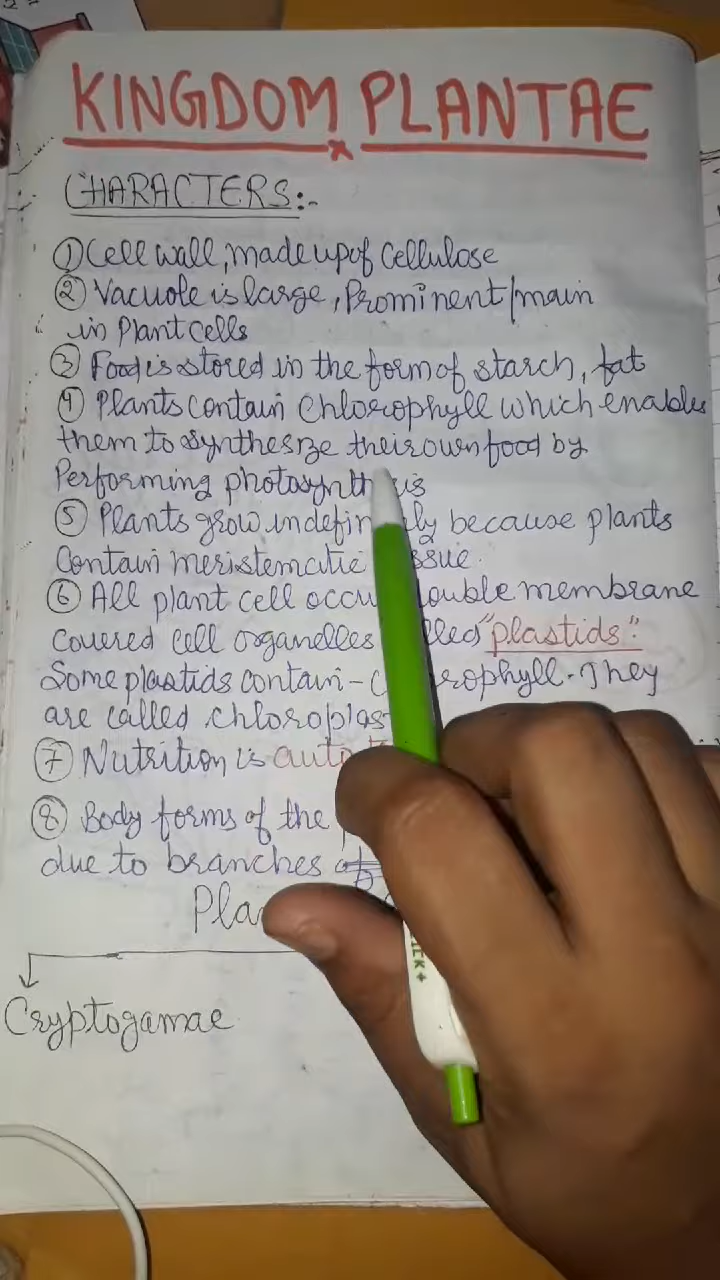 KINGDOM PLANTAE
CHARACTERS:-
① Cell wall, made up of cellulose
② Vacuole is large, Prominent/main
in Plant cells
③ Food is stored in the form of starch, fat
④ Plants contain chlorophyll which enables
them to synthesize their own food by
Performing photosynthesis
⑤ Plants grow indefinitely because plants
contain meristematic tissue.
⑥ All plant cell double membrane
covered cell organelles "plastids".
Some plastids contain - chlorophyll. They
are called
⑦ Nutrition is
⑧ Body forms of the
due to branches
Cryptogamae